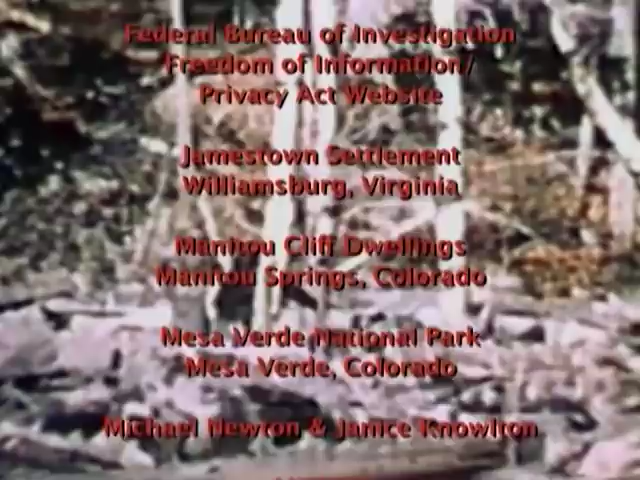 Federal Bureau of Investigation
Freedom of Information/
Privacy Act Website
Jamestown Settlement
Williamsburg, Virginia
Manitou Cliff Dwellings
Manitou Springs, Colorado
Mesa Verde National Park
Mesa Verde, Colorado
Michael Newton & Janice Knowlton